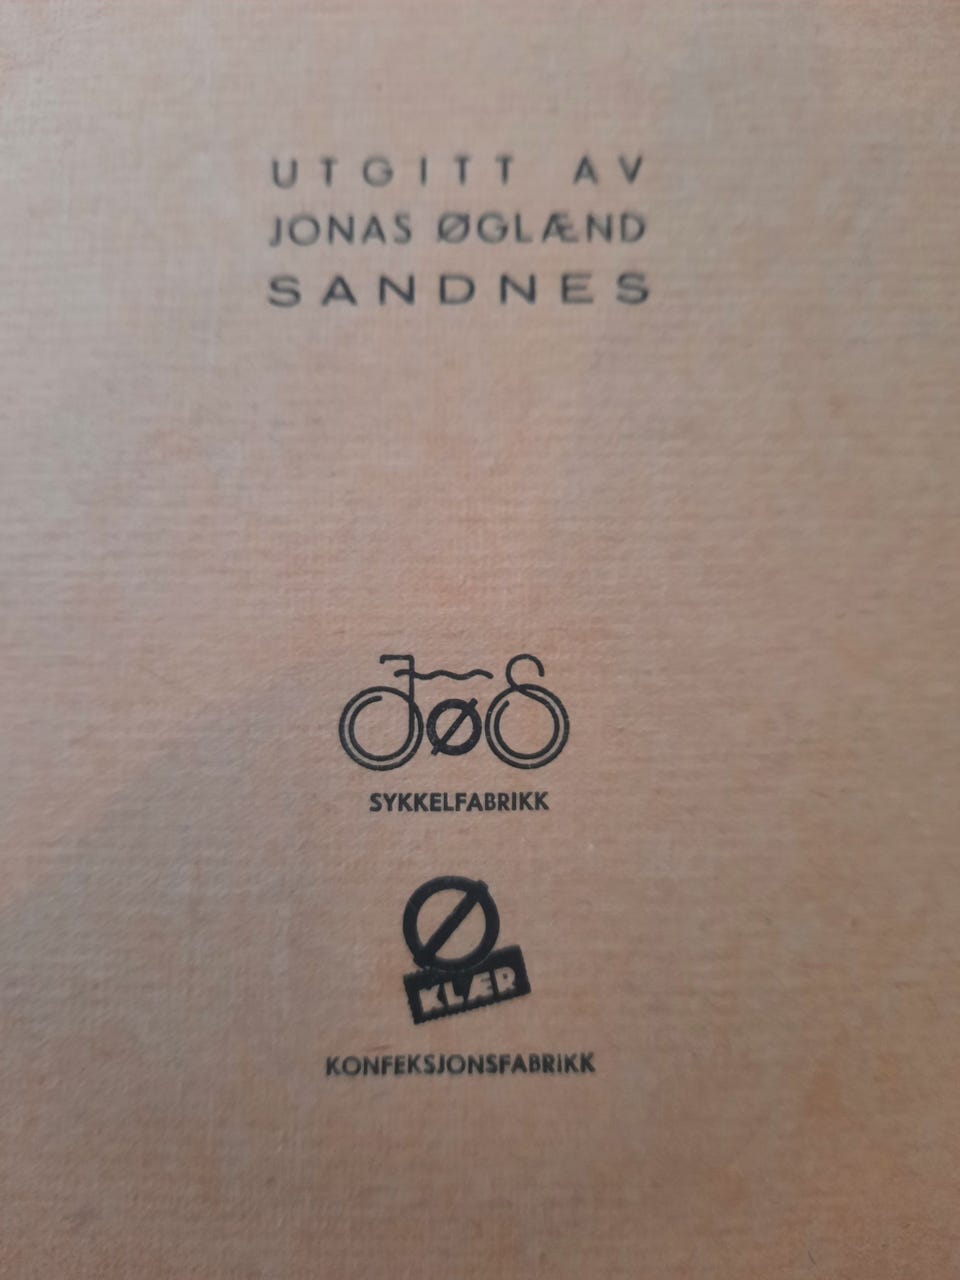 UTGITT AV
JONAS ØGLÆND
SANDNES
JØS
SYKKELFABRIKK
Ø
KLÆR
KONFEKSJONSFABRIKK